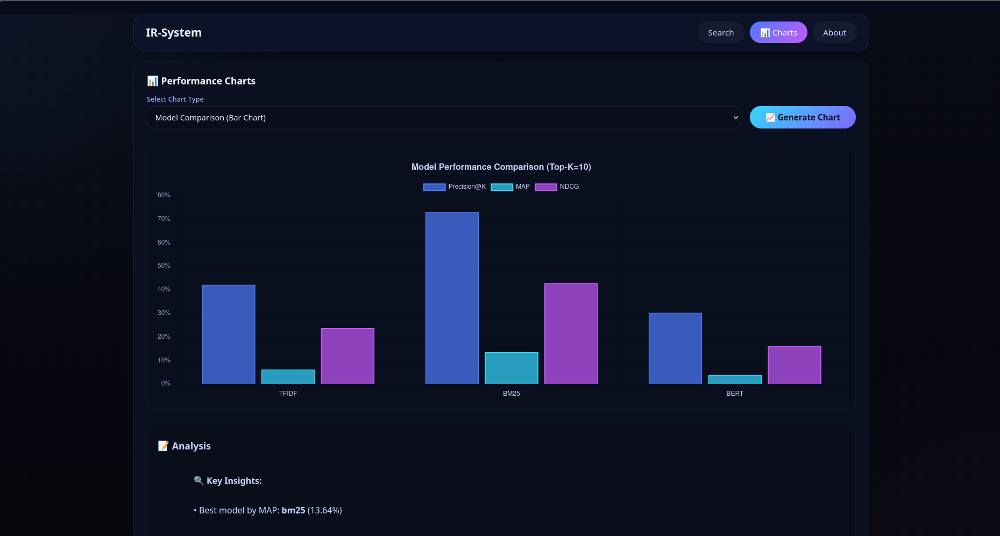 IR-System
Search
📊 Charts
About
📊 Performance Charts
Select Chart Type
Model Comparison (Bar Chart)
📈 Generate Chart
Model Performance Comparison (Top-K=10)
Precision@K MAP NDCG
80%
70%
60%
50%
40%
30%
20%
10%
0%
TFIDF BM25 BERT
📝 Analysis
🔍 Key Insights:
• Best model by MAP: bm25 (13.64%)